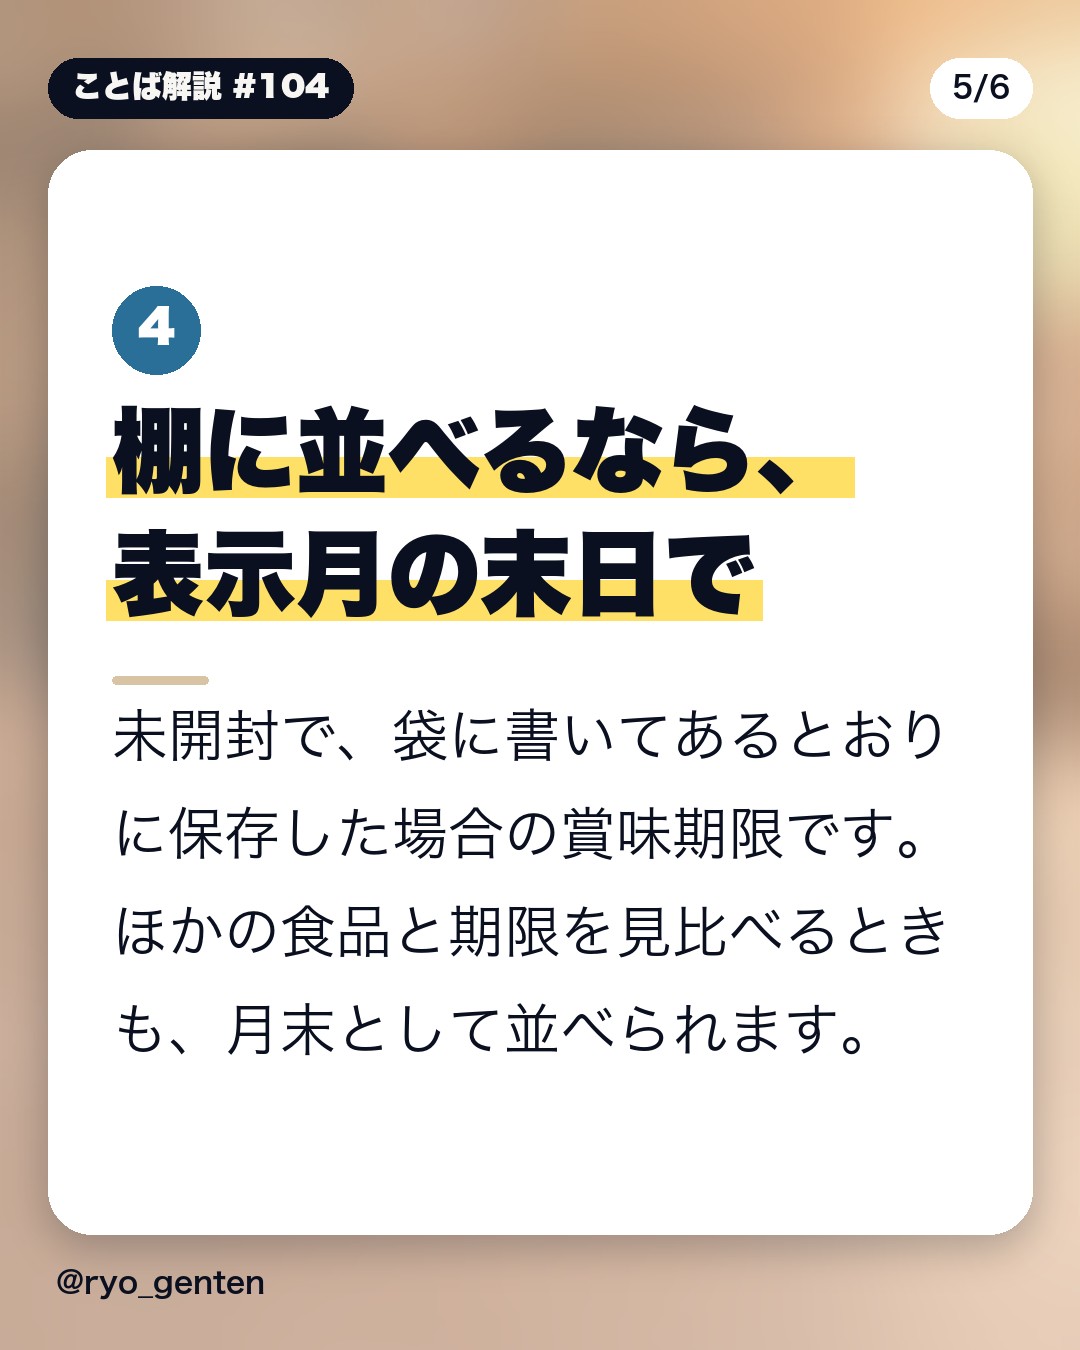 ことば解説 #104
5/6
4
棚に並べるなら、
表示月の末日で
未開封で、袋に書いてあるとおり
に保存した場合の賞味期限です。
ほかの食品と期限を見比べるとき
も、月末として並べられます。
@ryo_genten